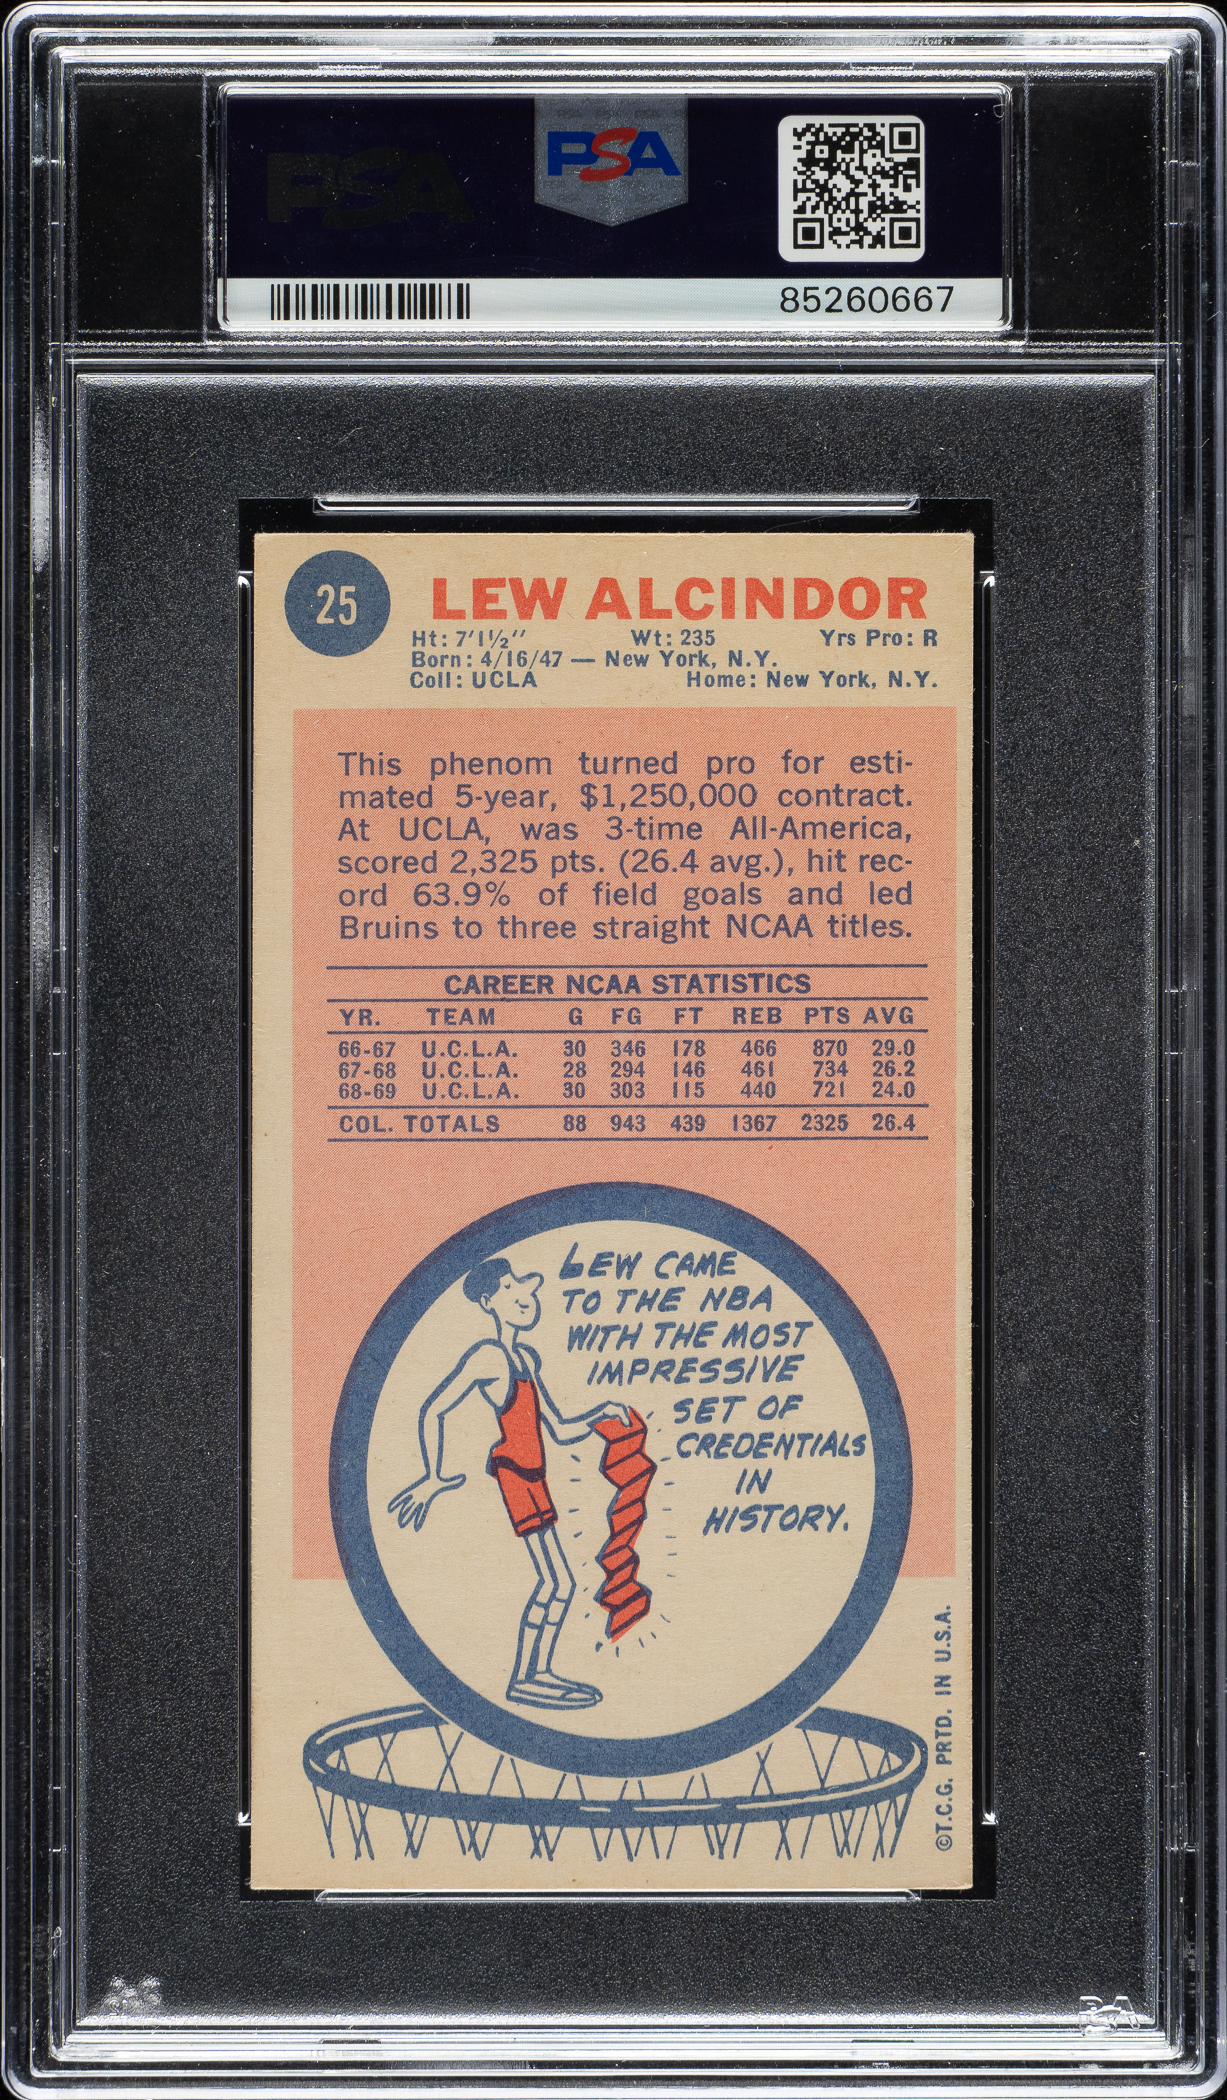 PSA
PSA
85260667
25
LEW ALCINDOR
Ht: 7'1½" Wt: 235 Yrs Pro: R
Born: 4/16/47 — New York, N.Y.
Coll: UCLA Home: New York, N.Y.
This phenom turned pro for esti-
mated 5-year, $1,250,000 contract.
At UCLA, was 3-time All-America,
scored 2,325 pts. (26.4 avg.), hit rec-
ord 63.9% of field goals and led
Bruins to three straight NCAA titles.
CAREER NCAA STATISTICS
YR. TEAM G FG FT REB PTS AVG
66-67 U.C.L.A. 30 346 178 466 870 29.0
67-68 U.C.L.A. 28 294 146 461 734 26.2
68-69 U.C.L.A. 30 303 115 440 721 24.0
COL. TOTALS 88 943 439 1367 2325 26.4
LEW CAME
TO THE NBA
WITH THE MOST
IMPRESSIVE
SET OF
CREDENTIALS
IN
HISTORY.
©T.C.G. PRTD. IN U.S.A.
PSA